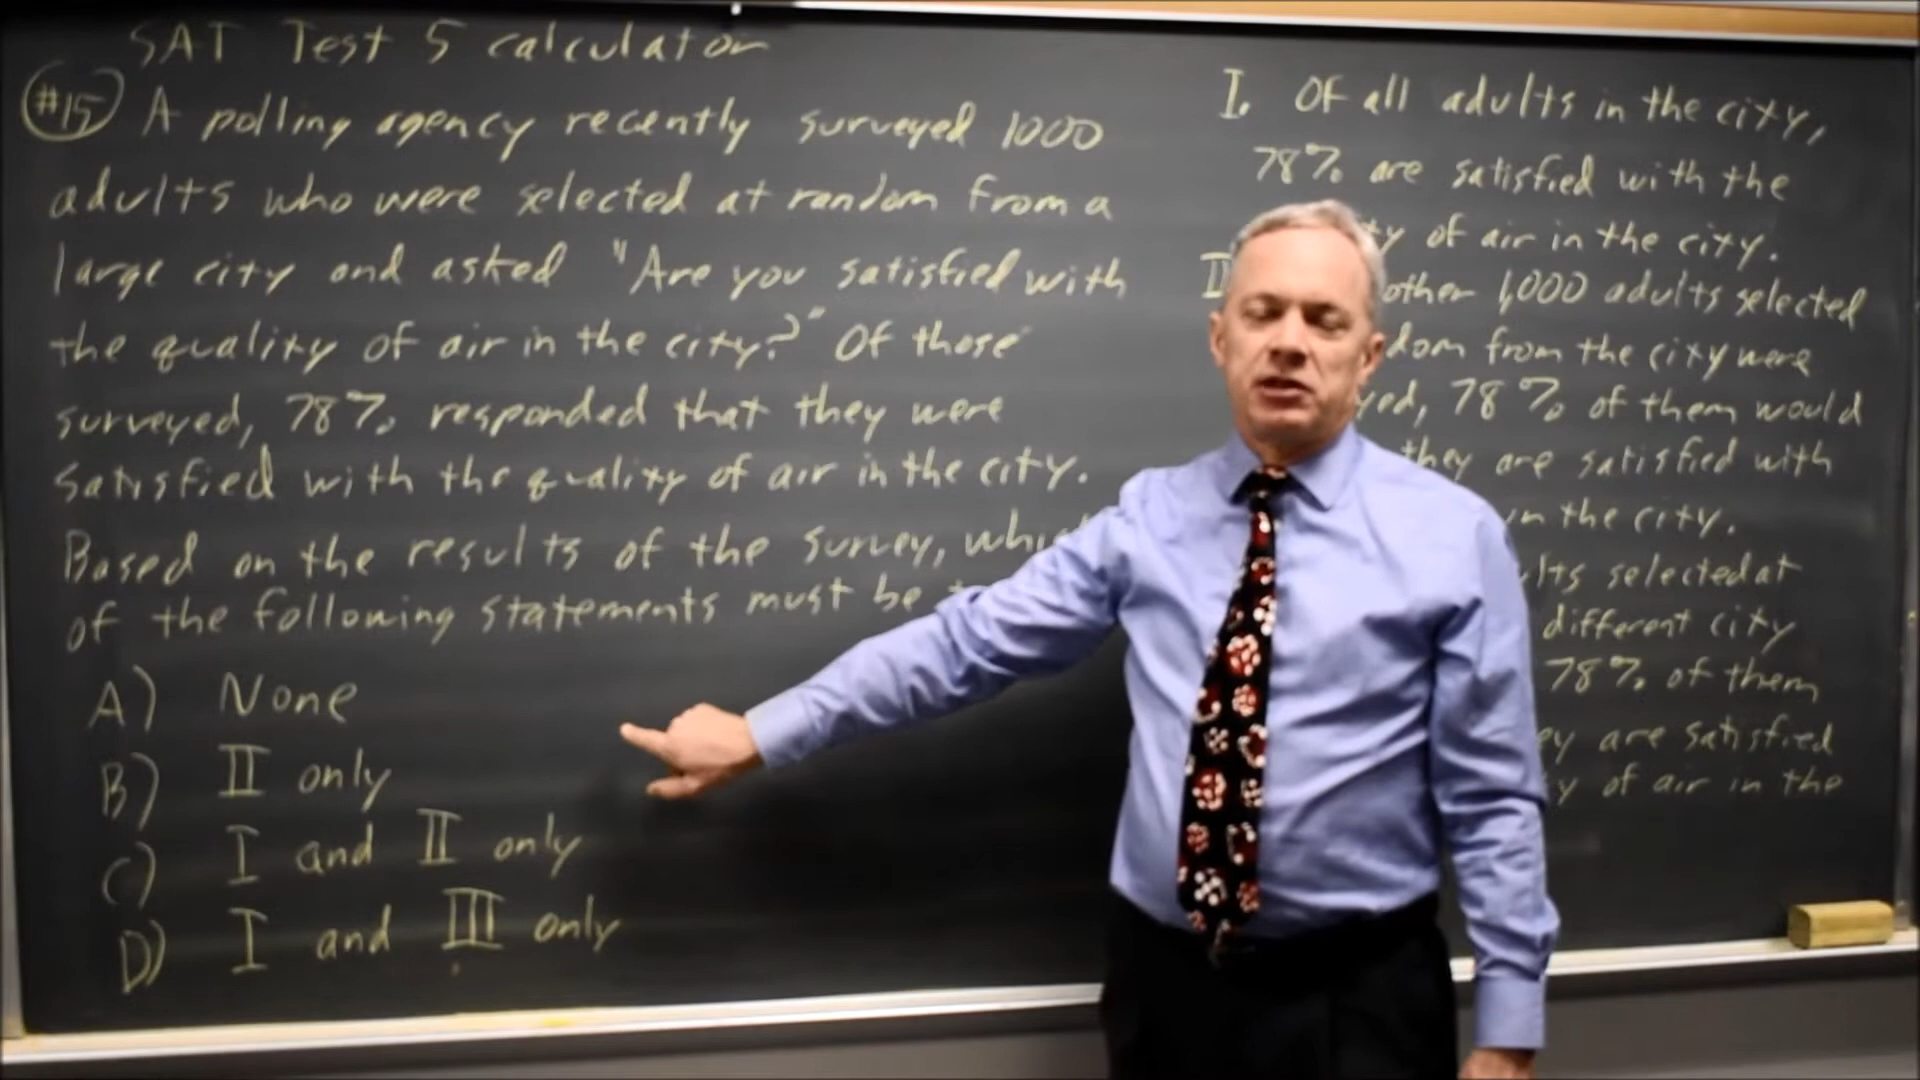 SAT Test 5 calculator
#15 A polling agency recently surveyed 1000
adults who were selected at random from a
large city and asked "Are you satisfied with
the quality of air in the city?" Of those
surveyed, 78% responded that they were
satisfied with the quality of air in the city.
Based on the results of the survey, whi
of the following statements must be
A) None
B) II only
C) I and II only
D) I and III only
I. Of all adults in the city,
78% are satisfied with the
ty of air in the city.
other 1,000 adults selected
dom from the city were
yed, 78% of them would
they are satisfied with
in the city.
lts selected at
different city
78% of them
ey are satisfied
y of air in the